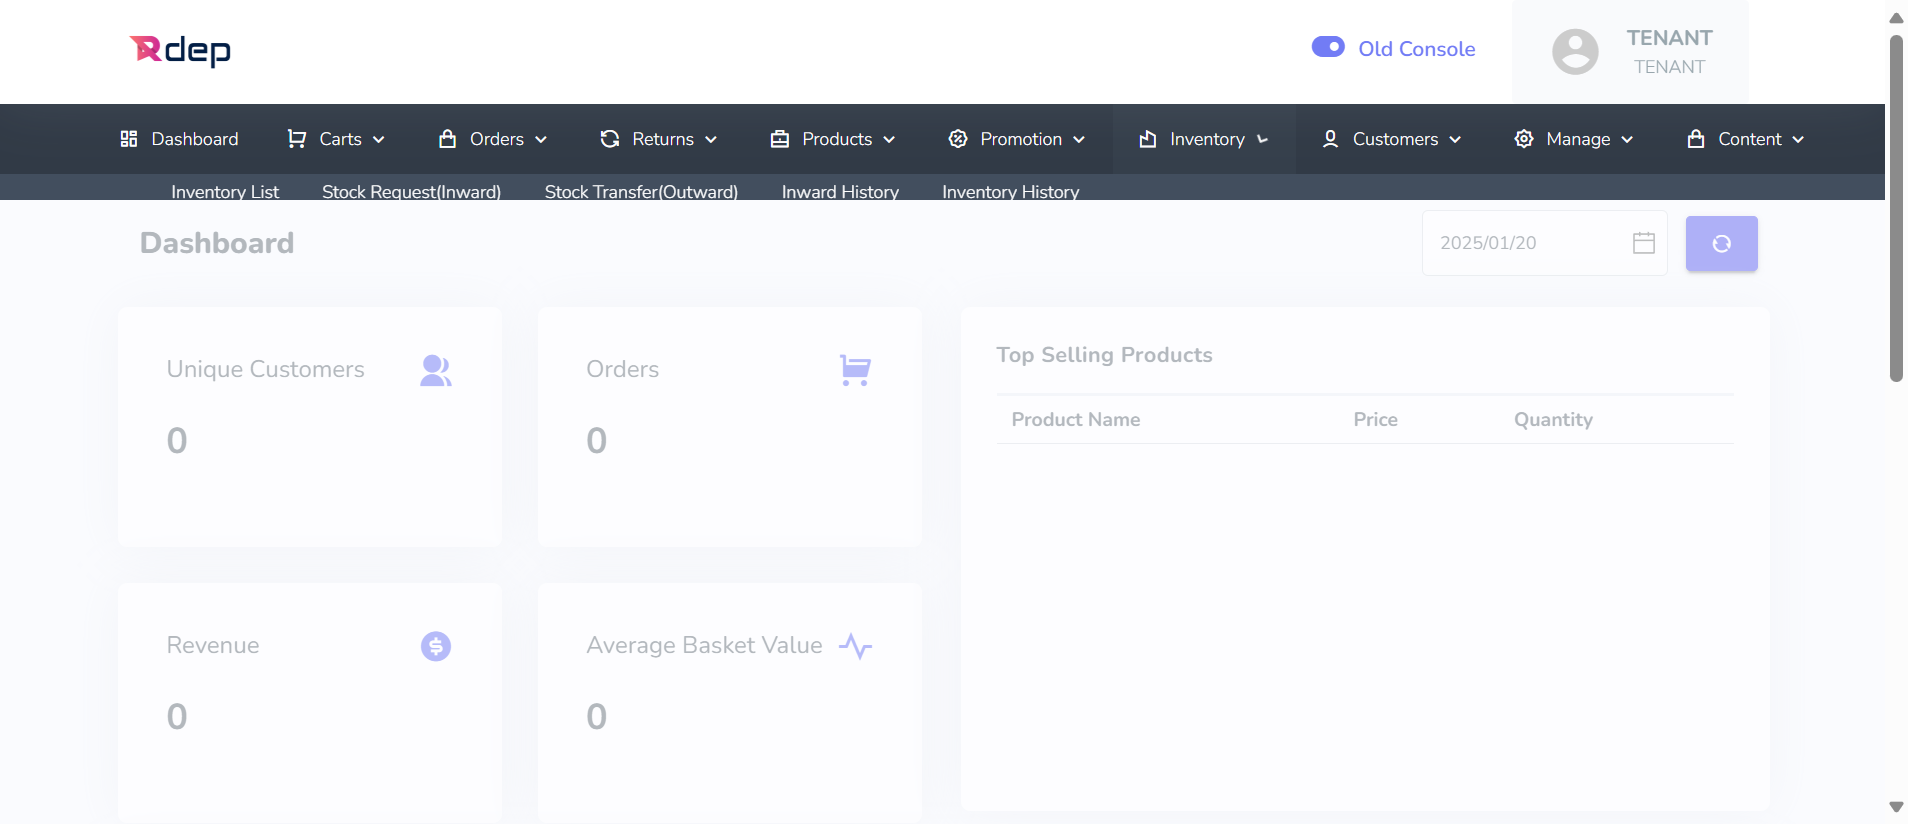 Rdep
Old Console
TENANT
TENANT
Dashboard Carts Orders Returns Products Promotion Inventory Customers Manage Content
Inventory List Stock Request(Inward) Stock Transfer(Outward) Inward History Inventory History
Dashboard
2025/01/20
Unique Customers
0
Orders
0
Top Selling Products
Product Name Price Quantity
Revenue
0
Average Basket Value
0